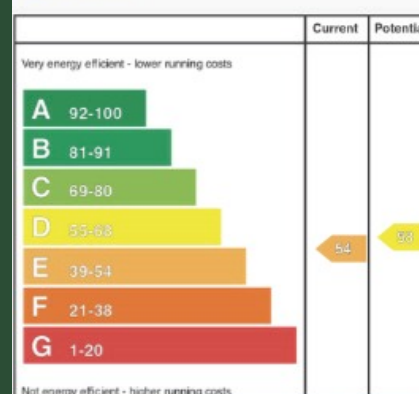 Current Potentia
Very energy efficient - lower running costs
A 92-100
B 81-91
C 69-80
D 55-68
E 39-54
54
F 21-38
G 1-20
Not energy efficient - higher running costs